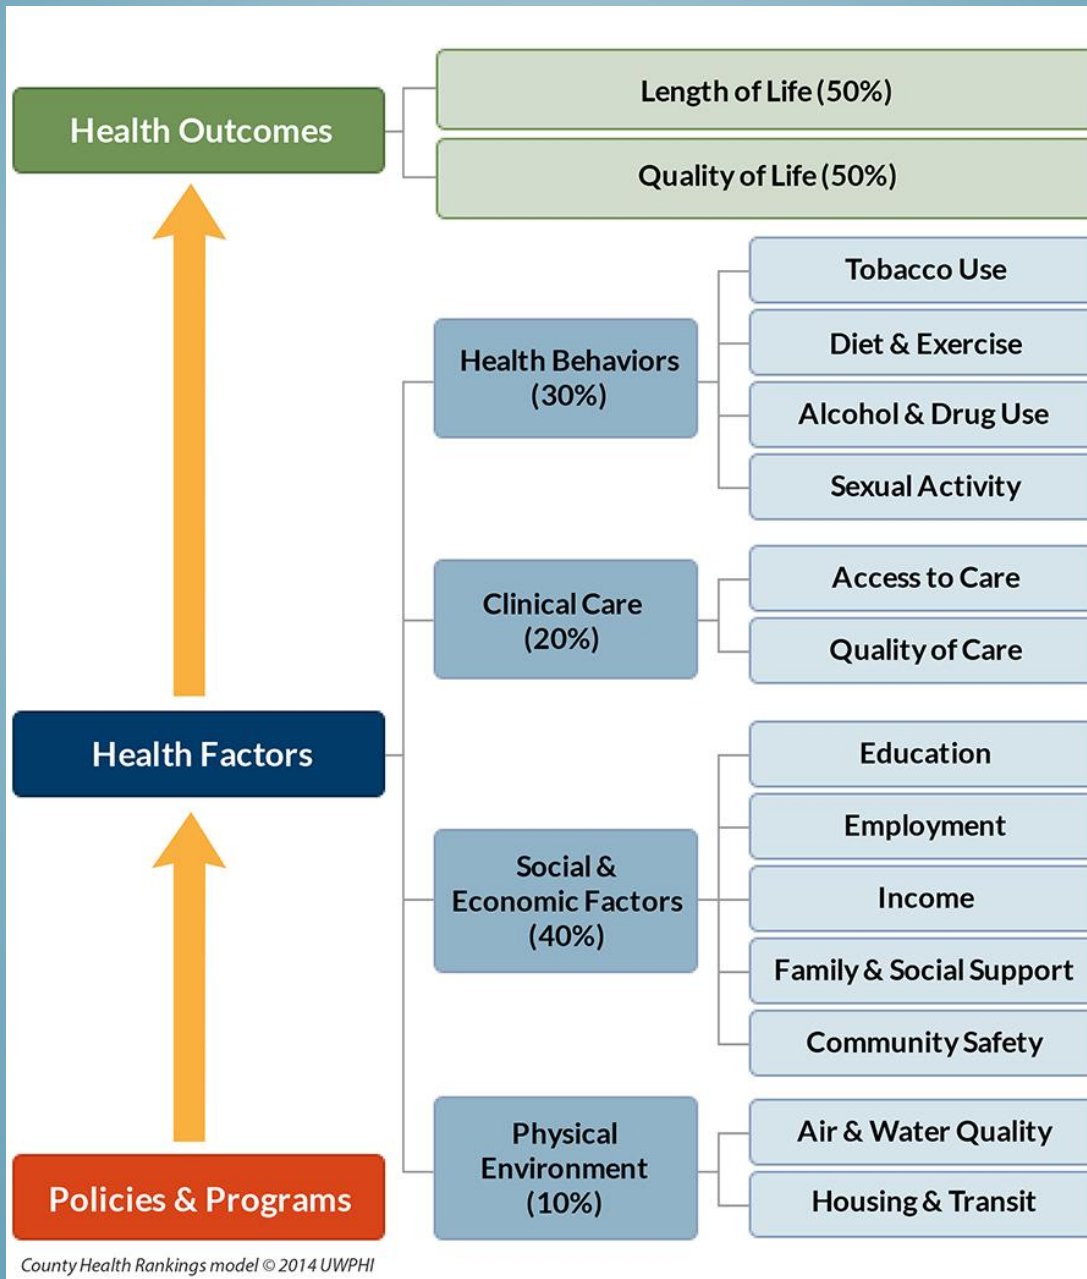 Health Outcomes
Length of Life (50%)
Quality of Life (50%)
Health Factors
Health Behaviors
(30%)
Tobacco Use
Diet & Exercise
Alcohol & Drug Use
Sexual Activity
Clinical Care
(20%)
Access to Care
Quality of Care
Social &
Economic Factors
(40%)
Education
Employment
Income
Family & Social Support
Community Safety
Physical
Environment
(10%)
Air & Water Quality
Housing & Transit
Policies & Programs
County Health Rankings model © 2014 UWPHI